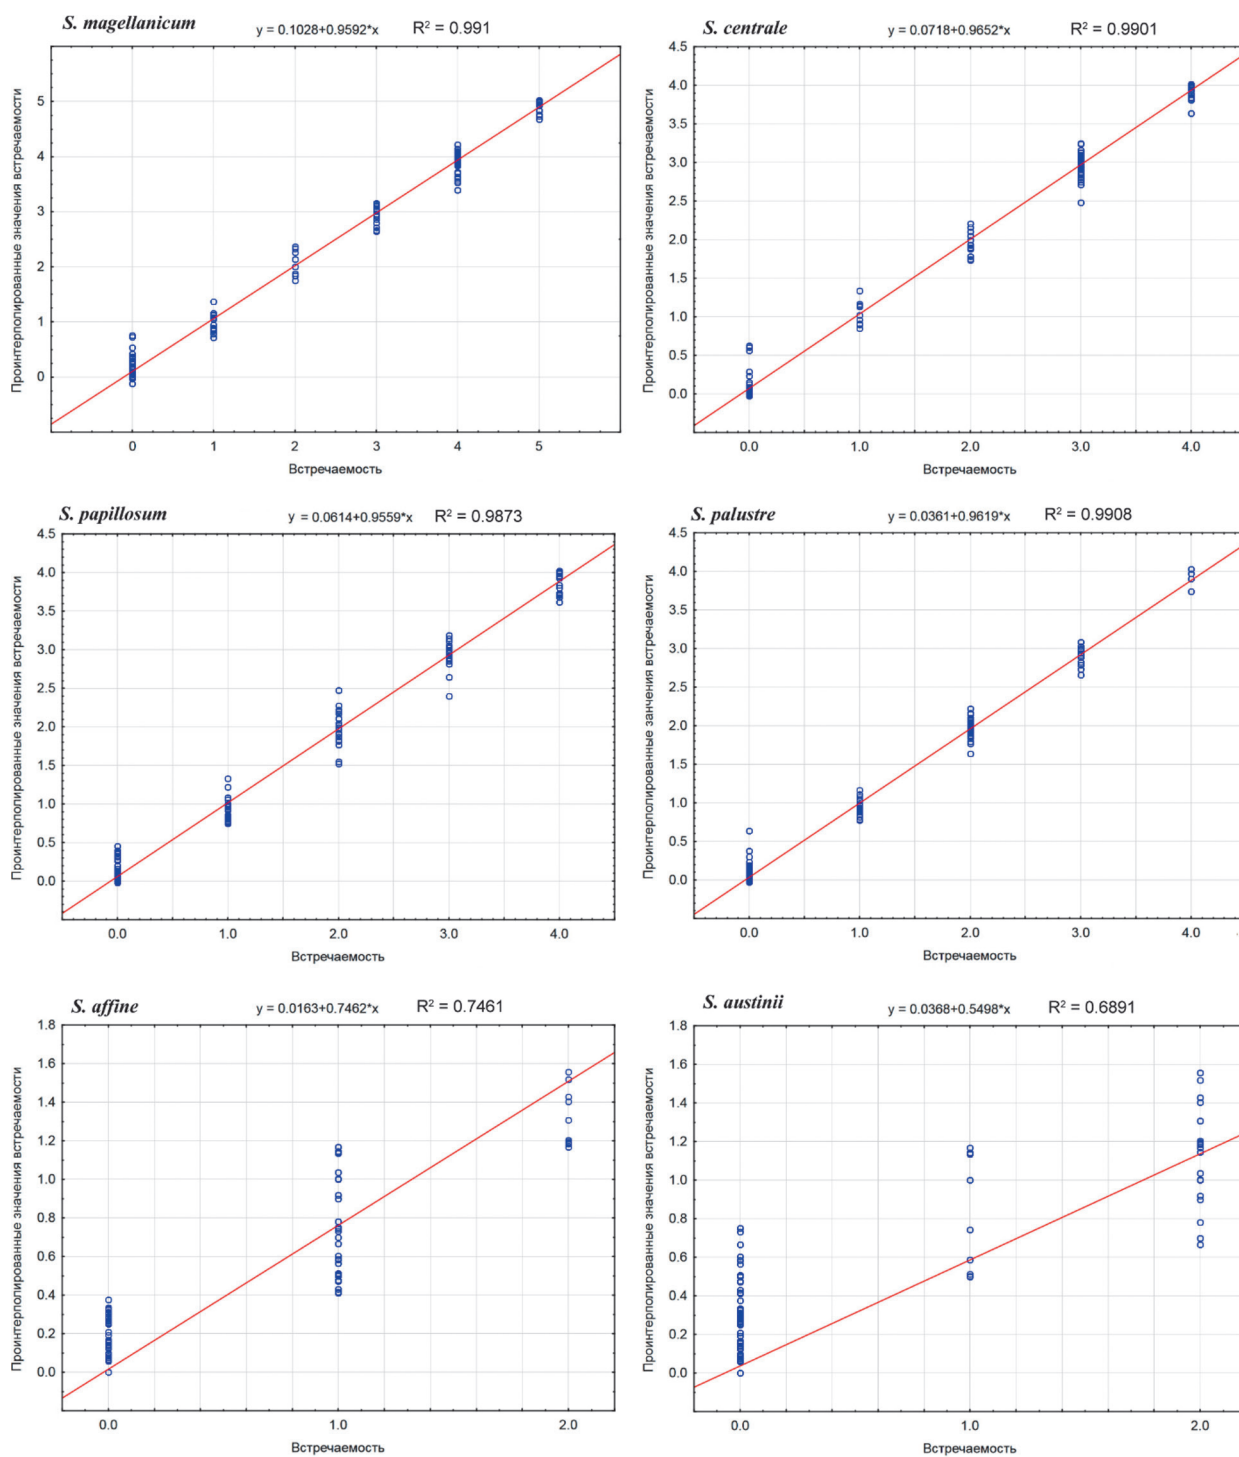 S. magellanicum
y = 0.1028+0.9592*x
R² = 0.991
Проинтерполированные значения встречаемости
5
4
3
2
1
0
0 1 2 3 4 5
Встречаемость
S. centrale
y = 0.0718+0.9652*x
R² = 0.9901
Проинтерполированные значения встречаемости
4.5
4.0
3.5
3.0
2.5
2.0
1.5
1.0
0.5
0.0
0.0 1.0 2.0 3.0 4.0
Встречаемость
S. papillosum
y = 0.0614+0.9559*x
R² = 0.9873
Проинтерполированные значения встречаемости
4.5
4.0
3.5
3.0
2.5
2.0
1.5
1.0
0.5
0.0
0.0 1.0 2.0 3.0 4.0
Встречаемость
S. palustre
y = 0.0361+0.9619*x
R² = 0.9908
Проинтерполированные занчения встречаемости
4.5
4.0
3.5
3.0
2.5
2.0
1.5
1.0
0.5
0.0
0.0 1.0 2.0 3.0 4.0
Встречаемость
S. affine
y = 0.0163+0.7462*x
R² = 0.7461
Проинтерполированные значения встречаемости
1.8
1.6
1.4
1.2
1.0
0.8
0.6
0.4
0.2
0.0
0.0 1.0 2.0
Встречаемость
S. austinii
y = 0.0368+0.5498*x
R² = 0.6891
Проинтерполированные значения встречаемости
1.8
1.6
1.4
1.2
1.0
0.8
0.6
0.4
0.2
0.0
0.0 1.0 2.0
Встречаемость